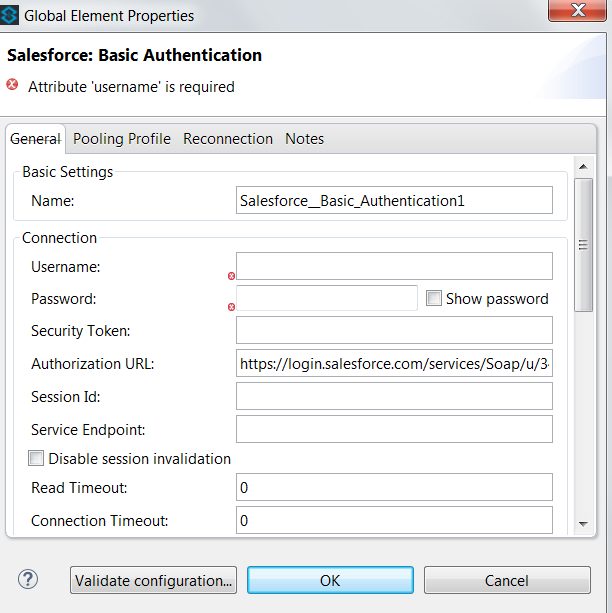 Global Element Properties
X
Salesforce: Basic Authentication
Attribute 'username' is required
General Pooling Profile Reconnection Notes
Basic Settings
Name: Salesforce__Basic_Authentication1
Connection
Username:
Password: Show password
Security Token:
Authorization URL: https://login.salesforce.com/services/Soap/u/3
Session Id:
Service Endpoint:
Disable session invalidation
Read Timeout: 0
Connection Timeout: 0
? Validate configuration... OK Cancel